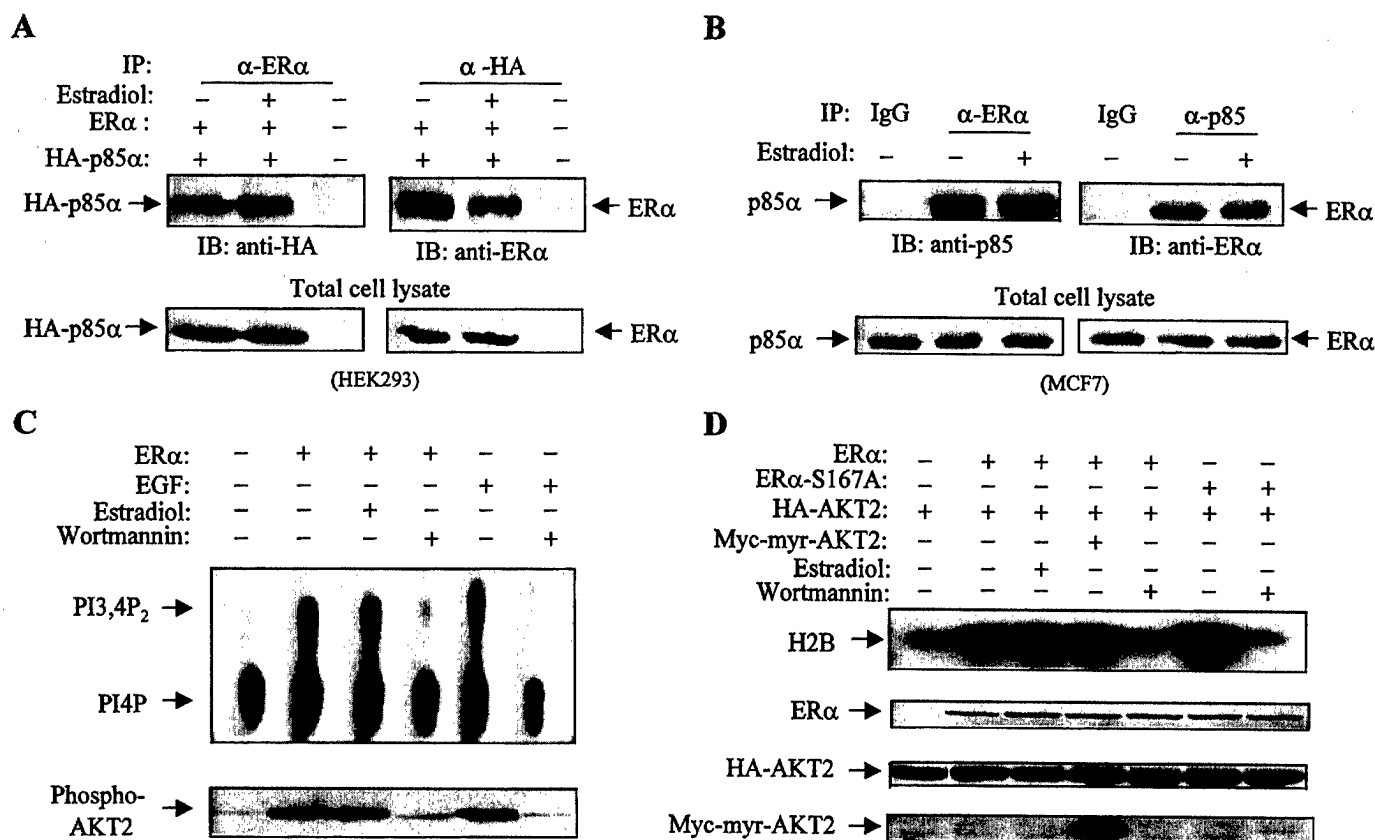 A
IP: α-ERα α-HA
Estradiol: − + − − + −
ERα : + + − + + −
HA-p85α: + + − + + −
HA-p85α ERα
IB: anti-HA IB: anti-ERα
Total cell lysate
HA-p85α ERα
(HEK293)
B
IP: IgG α-ERα IgG α-p85
Estradiol: − − + − − +
p85α ERα
IB: anti-p85 IB: anti-ERα
Total cell lysate
p85α ERα
(MCF7)
C
ERα: − + + + − −
EGF: − − − − + +
Estradiol: − − + − − −
Wortmannin: − − − + − +
PI3,4P₂
PI4P
Phospho-
AKT2
D
ERα: − + + + + − −
ERα-S167A: − − − − − + +
HA-AKT2: + + + + + + +
Myc-myr-AKT2: − − − + − − −
Estradiol: − − + − − − −
Wortmannin: − − − − + − +
H2B
ERα
HA-AKT2
Myc-myr-AKT2